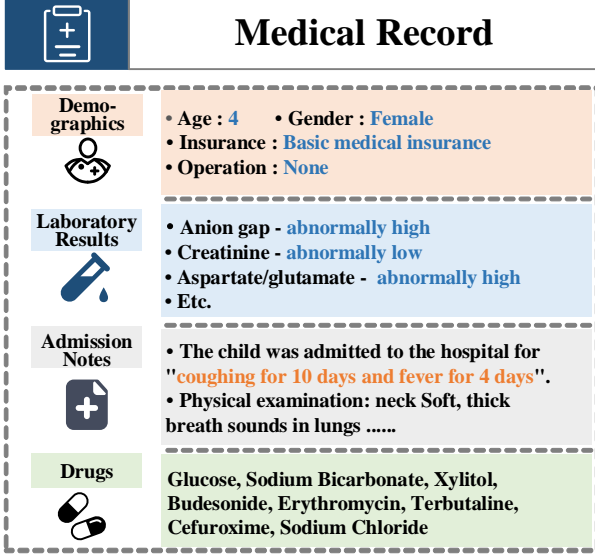 Medical Record
Demo-
graphics
• Age : 4 • Gender : Female
• Insurance : Basic medical insurance
• Operation : None
Laboratory
Results
• Anion gap - abnormally high
• Creatinine - abnormally low
• Aspartate/glutamate - abnormally high
• Etc.
Admission
Notes
• The child was admitted to the hospital for
"coughing for 10 days and fever for 4 days".
• Physical examination: neck Soft, thick
breath sounds in lungs ......
Drugs
Glucose, Sodium Bicarbonate, Xylitol,
Budesonide, Erythromycin, Terbutaline,
Cefuroxime, Sodium Chloride